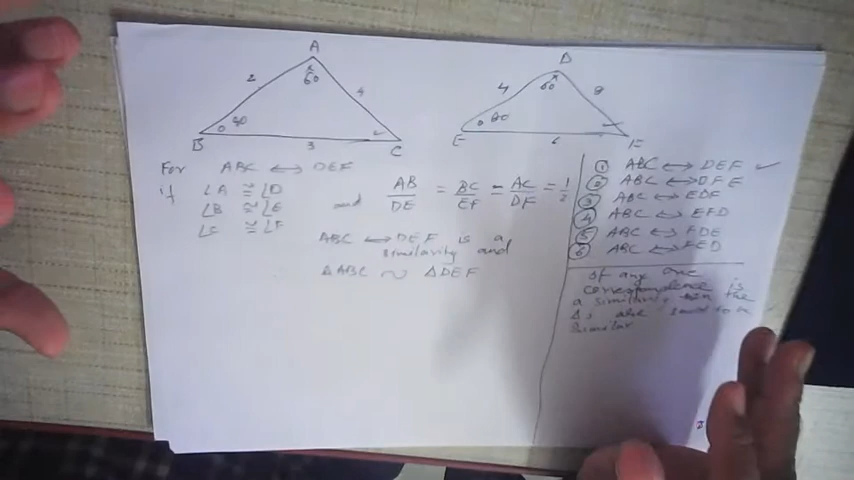 A
2
60
4
80
B
3
C
D
4
60
8
80
E
6
F
For ABC ↔ DEF
if ∠A ≅ ∠D
∠B ≅ ∠E
∠C ≅ ∠F
and AB/DE = BC/EF = AC/DF = 1/2
ABC ↔ DEF is a
similarity and
ΔABC ~ ΔDEF
① ABC ↔ DEF ✓
② ABC ↔ DFE
③ ABC ↔ EDF
④ ABC ↔ EFD
⑤ ABC ↔ FDE
⑥ ABC ↔ FED
If any one
correspondence is
a similarity then the
Δs are said to
similar